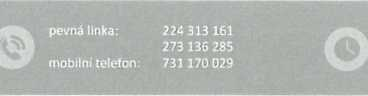 pevná linka: 224 313 161
273 136 285
mobilní telefon: 731 170 029